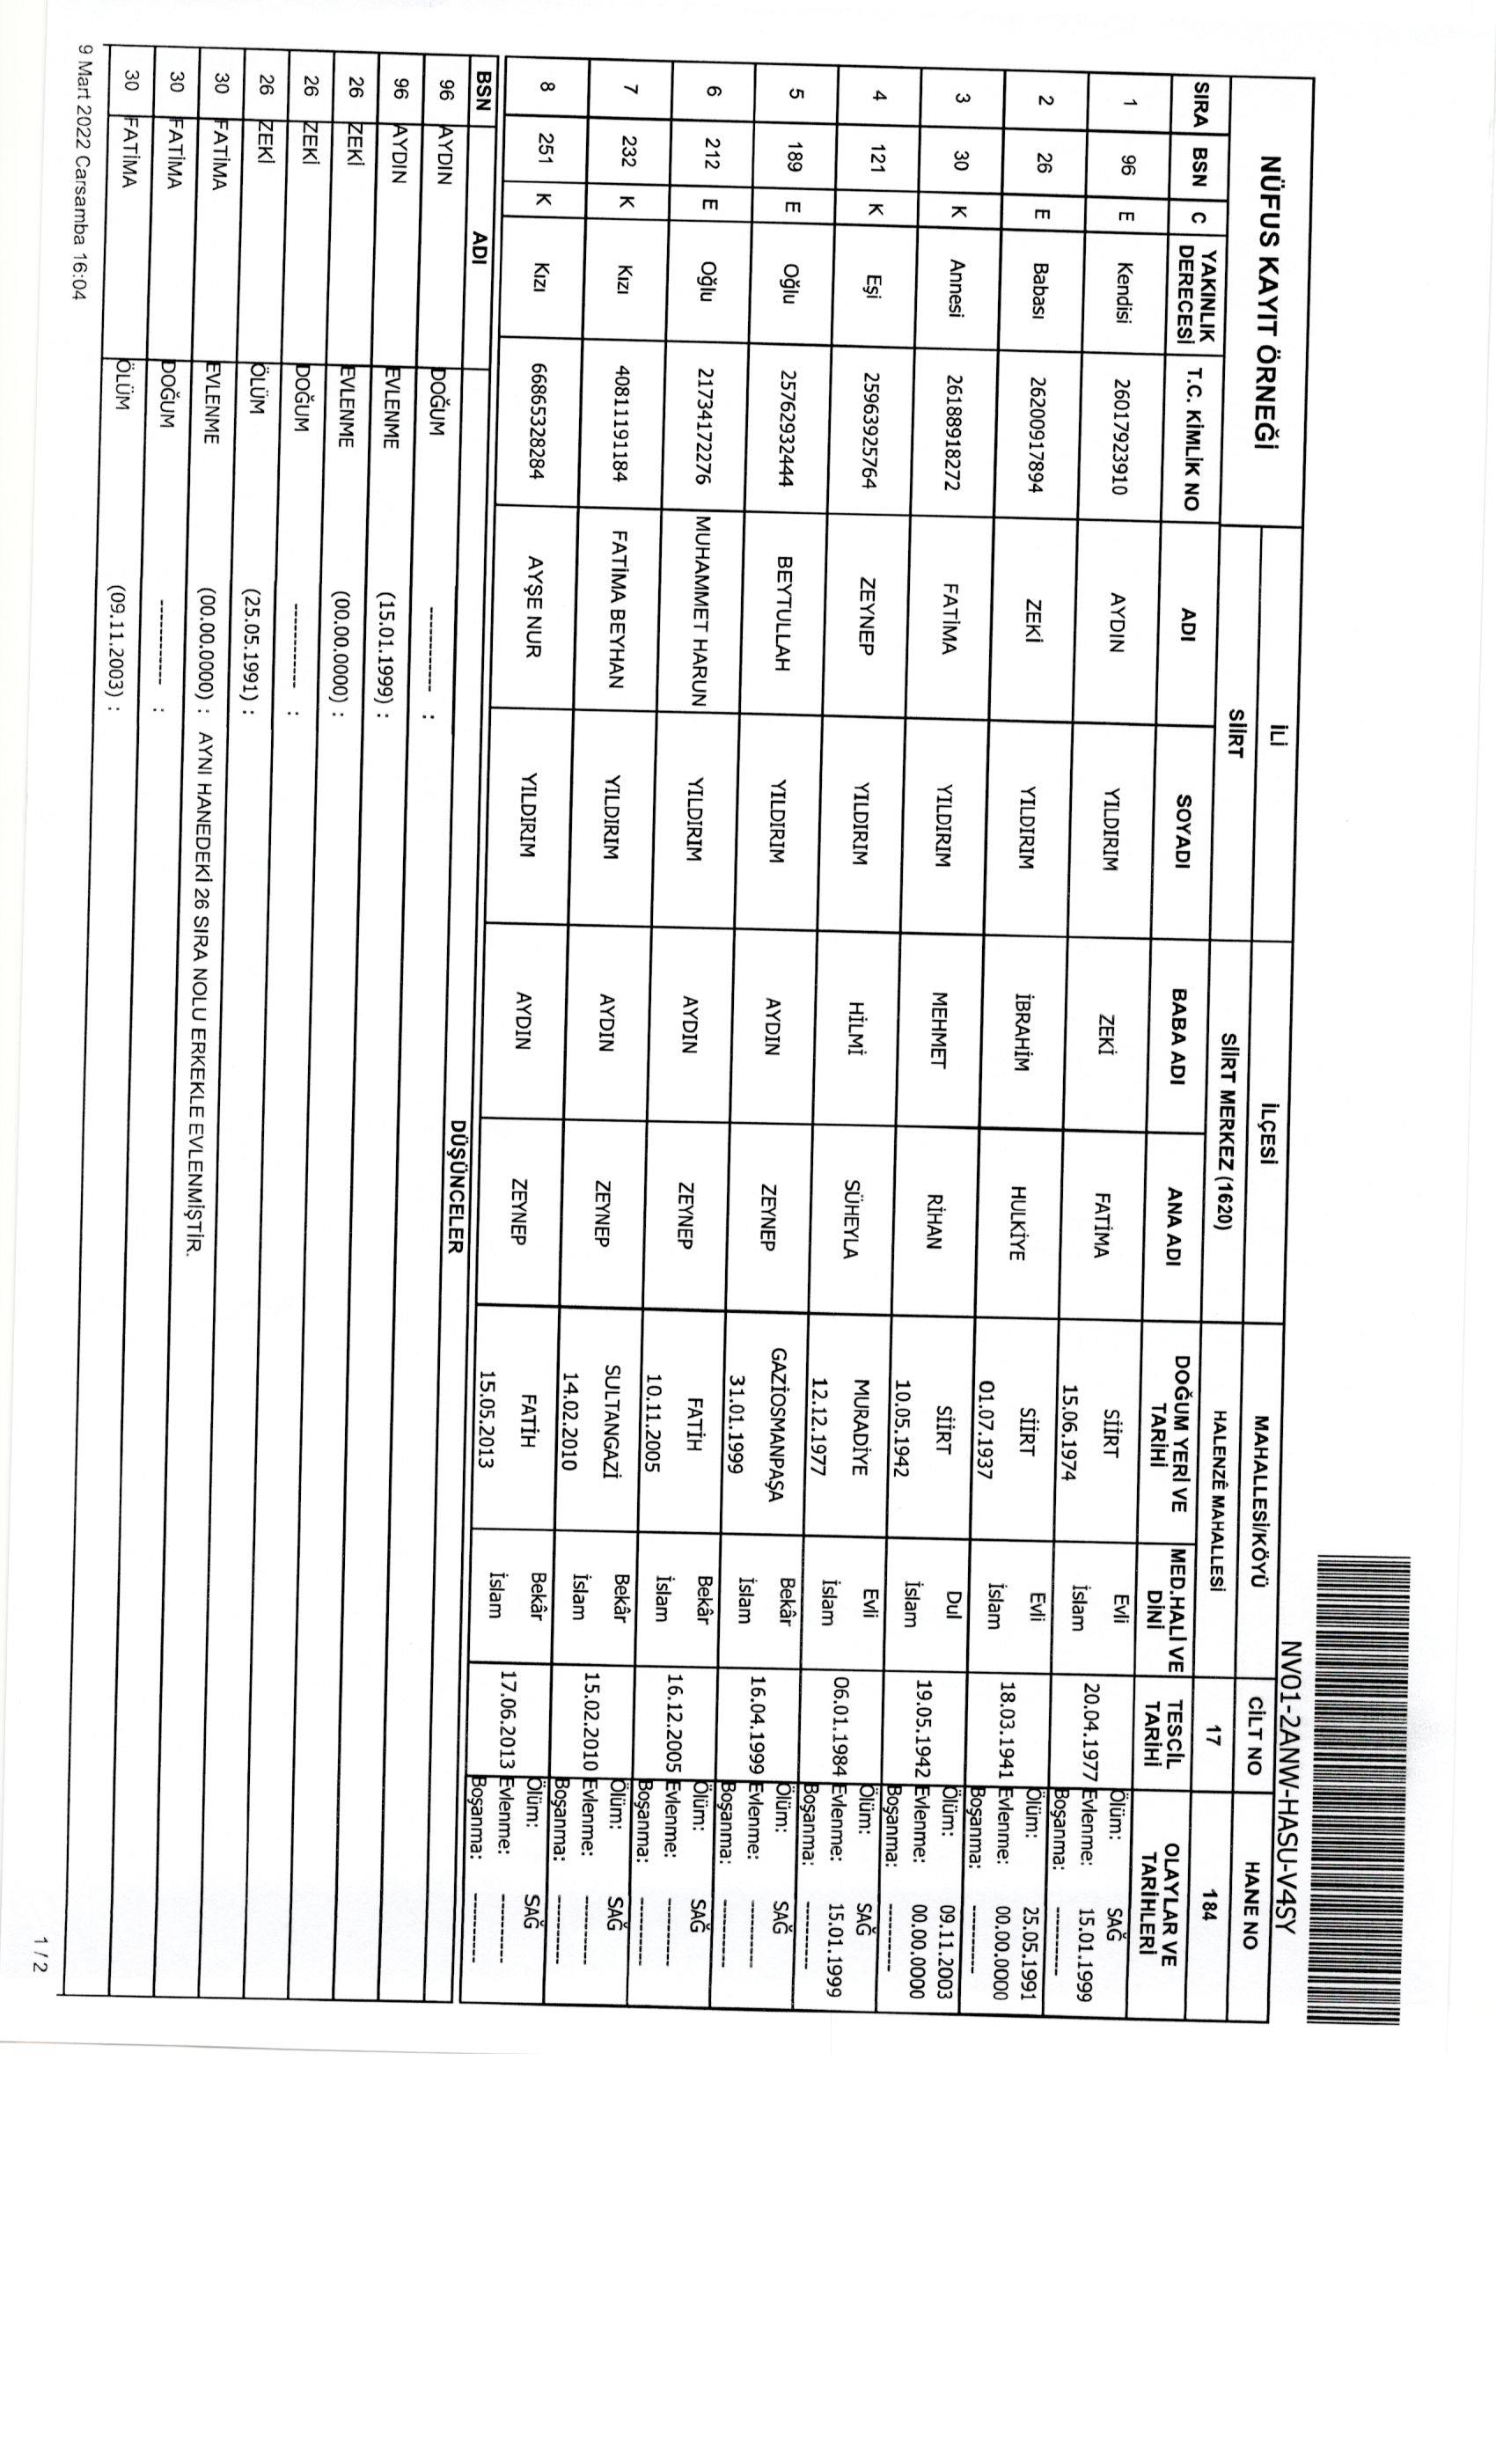 NV01-2ANW-HASU-V4SY
NÜFUS KAYIT ÖRNEĞİ İLİ İLÇESİ MAHALLESİ/KÖYÜ CİLT NO HANE NO
SİİRT SİİRT MERKEZ (1620) HALENZÊ MAHALLESİ 17 184
SIRA BSN C YAKINLIK DERECESİ T.C. KİMLİK NO ADI SOYADI BABA ADI ANA ADI DOĞUM YERİ VE TARİHİ MED.HALİ VE DİNİ TESCİL TARİHİ OLAYLAR VE TARİHLERİ
1 96 E Kendisi 26017923910 AYDIN YILDIRIM ZEKİ FATİMA SİİRT 15.06.1974 Evli İslam 20.04.1977 Ölüm: SAĞ Evlenme: 15.01.1999 Boşanma: ----------
2 26 E Babası 26200917894 ZEKİ YILDIRIM İBRAHİM HULKİYE SİİRT 01.07.1937 Evli İslam 18.03.1941 Ölüm: 25.05.1991 Evlenme: 00.00.0000 Boşanma: ----------
3 30 K Annesi 26188918272 FATİMA YILDIRIM MEHMET RİHAN SİİRT 10.05.1942 Dul İslam 19.05.1942 Ölüm: 09.11.2003 Evlenme: 00.00.0000 Boşanma: ----------
4 121 K Eşi 25963925764 ZEYNEP YILDIRIM HİLMİ SÜHEYLA MURADİYE 12.12.1977 Evli İslam 06.01.1984 Ölüm: SAĞ Evlenme: 15.01.1999 Boşanma: ----------
5 189 E Oğlu 25762932444 BEYTULLAH YILDIRIM AYDIN ZEYNEP GAZİOSMANPAŞA 31.01.1999 Bekâr İslam 16.04.1999 Ölüm: SAĞ Evlenme: ---------- Boşanma: ----------
6 212 E Oğlu 21734172276 MUHAMMET HARUN YILDIRIM AYDIN ZEYNEP FATİH 10.11.2005 Bekâr İslam 16.12.2005 Ölüm: SAĞ Evlenme: ---------- Boşanma: ----------
7 232 K Kızı 40811191184 FATİMA BEYHAN YILDIRIM AYDIN ZEYNEP SULTANGAZİ 14.02.2010 Bekâr İslam 15.02.2010 Ölüm: SAĞ Evlenme: ---------- Boşanma: ----------
8 251 K Kızı 66865328284 AYŞE NUR YILDIRIM AYDIN ZEYNEP FATİH 15.05.2013 Bekâr İslam 17.06.2013 Ölüm: SAĞ Evlenme: ---------- Boşanma: ----------
BSN ADI DÜŞÜNCELER
96 AYDIN DOĞUM ---------- :
96 AYDIN EVLENME (15.01.1999) :
26 ZEKİ EVLENME (00.00.0000) :
26 ZEKİ DOĞUM ---------- :
26 ZEKİ ÖLÜM (25.05.1991) :
30 FATİMA EVLENME (00.00.0000) : AYNI HANEDEKİ 26 SIRA NOLU ERKEKLE EVLENMİŞTİR.
30 FATİMA DOĞUM ---------- :
30 FATİMA ÖLÜM (09.11.2003) :
9 Mart 2022 Carsamba 16:04
1 / 2